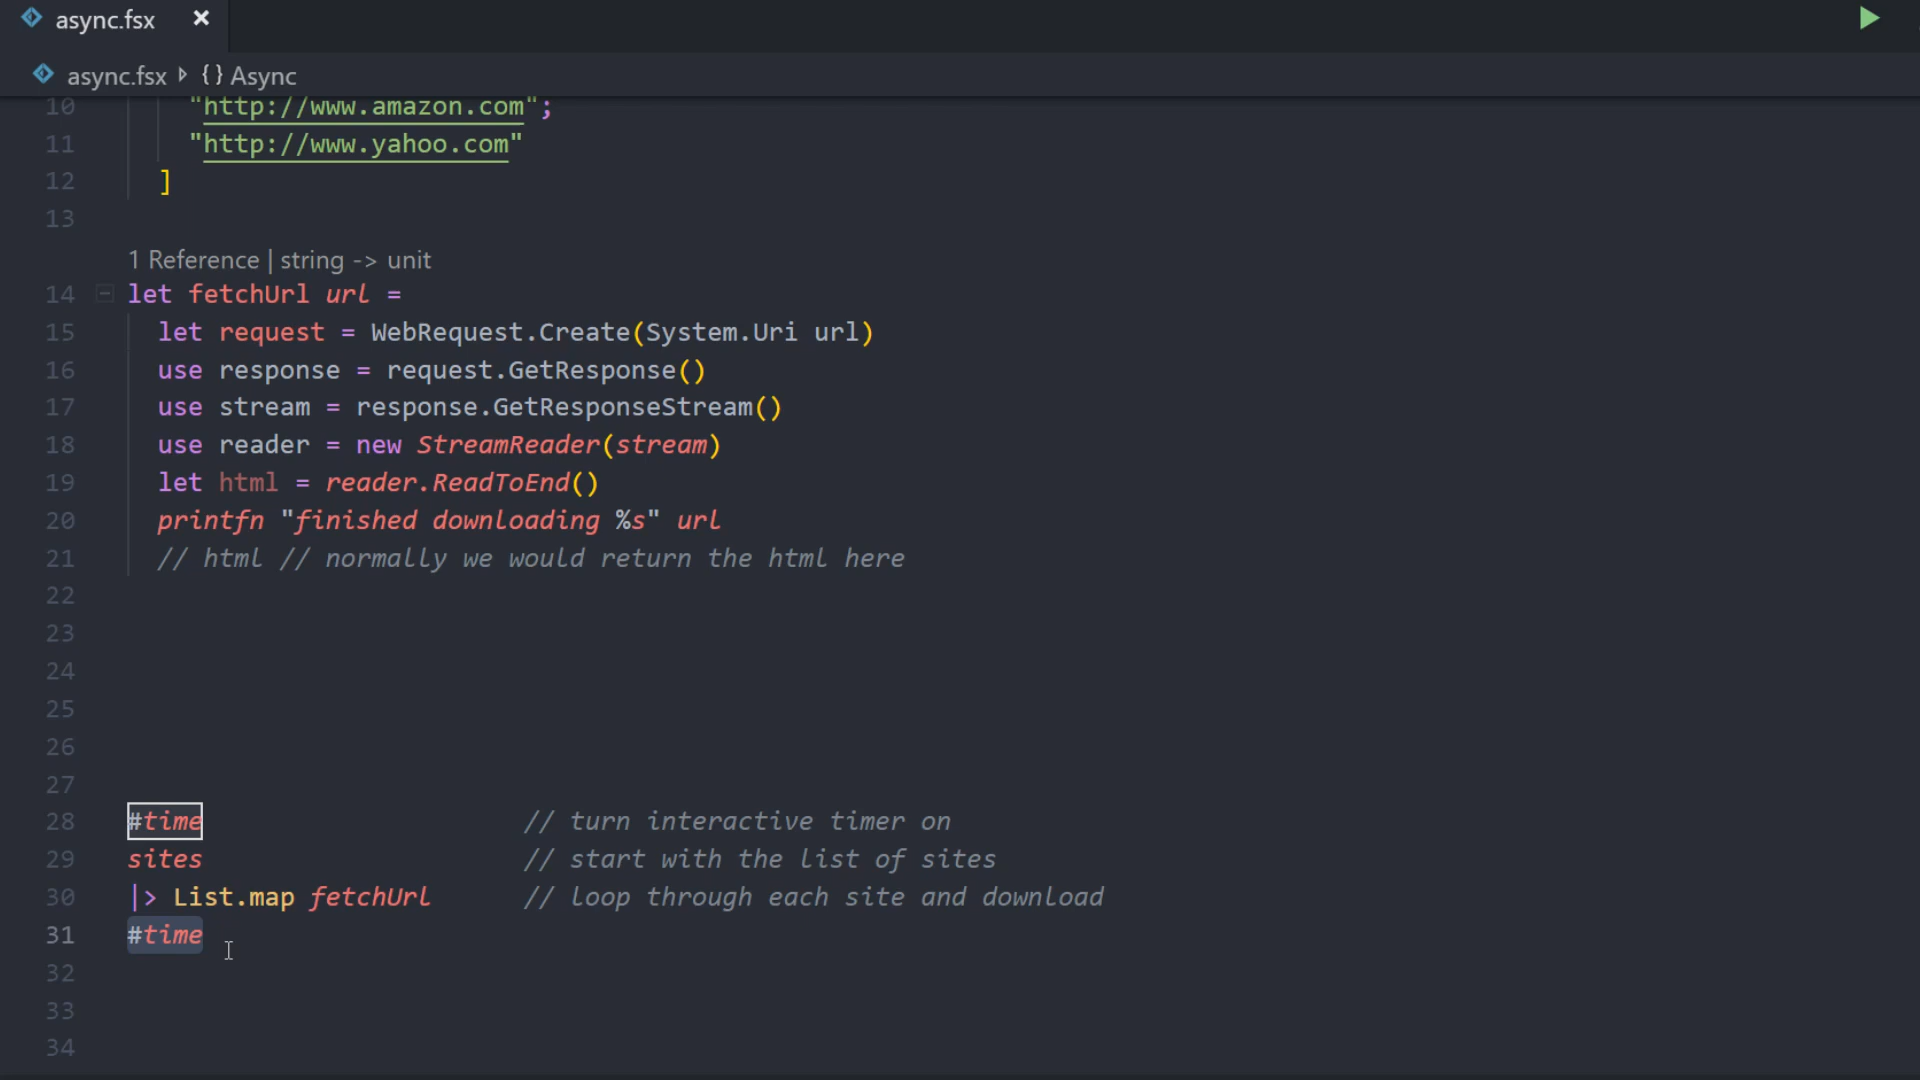 async.fsx ×
async.fsx {} Async
10 "http://www.amazon.com";
11 "http://www.yahoo.com"
12 ]
13
1 Reference | string -> unit
14 let fetchUrl url =
15 let request = WebRequest.Create(System.Uri url)
16 use response = request.GetResponse()
17 use stream = response.GetResponseStream()
18 use reader = new StreamReader(stream)
19 let html = reader.ReadToEnd()
20 printfn "finished downloading %s" url
21 // html // normally we would return the html here
22
23
24
25
26
27
28 #time // turn interactive timer on
29 sites // start with the list of sites
30 |> List.map fetchUrl // loop through each site and download
31 #time
32
33
34